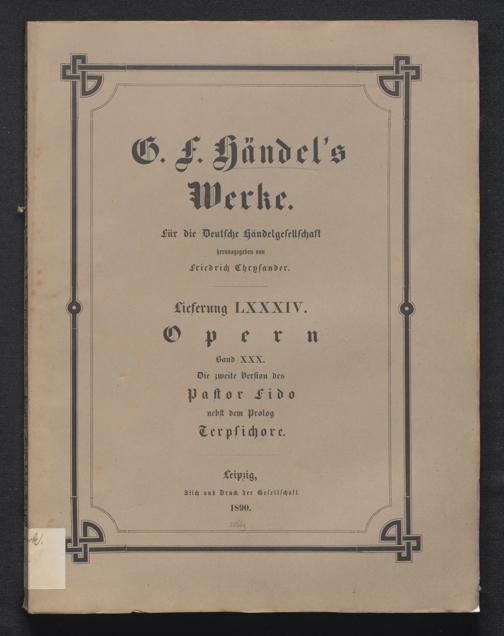 G. F. Händel's
Werke.
Für die Deutsche Händelgesellschaft
herausgegeben von
Friedrich Chrysander.
Lieferung LXXXIV.
Opern
Band XXX.
Die zweite Version des
Pastor Fido
nebst dem Prolog
Terpsichore.
Leipzig,
Stich und Druck der Gesellschaft
1890.